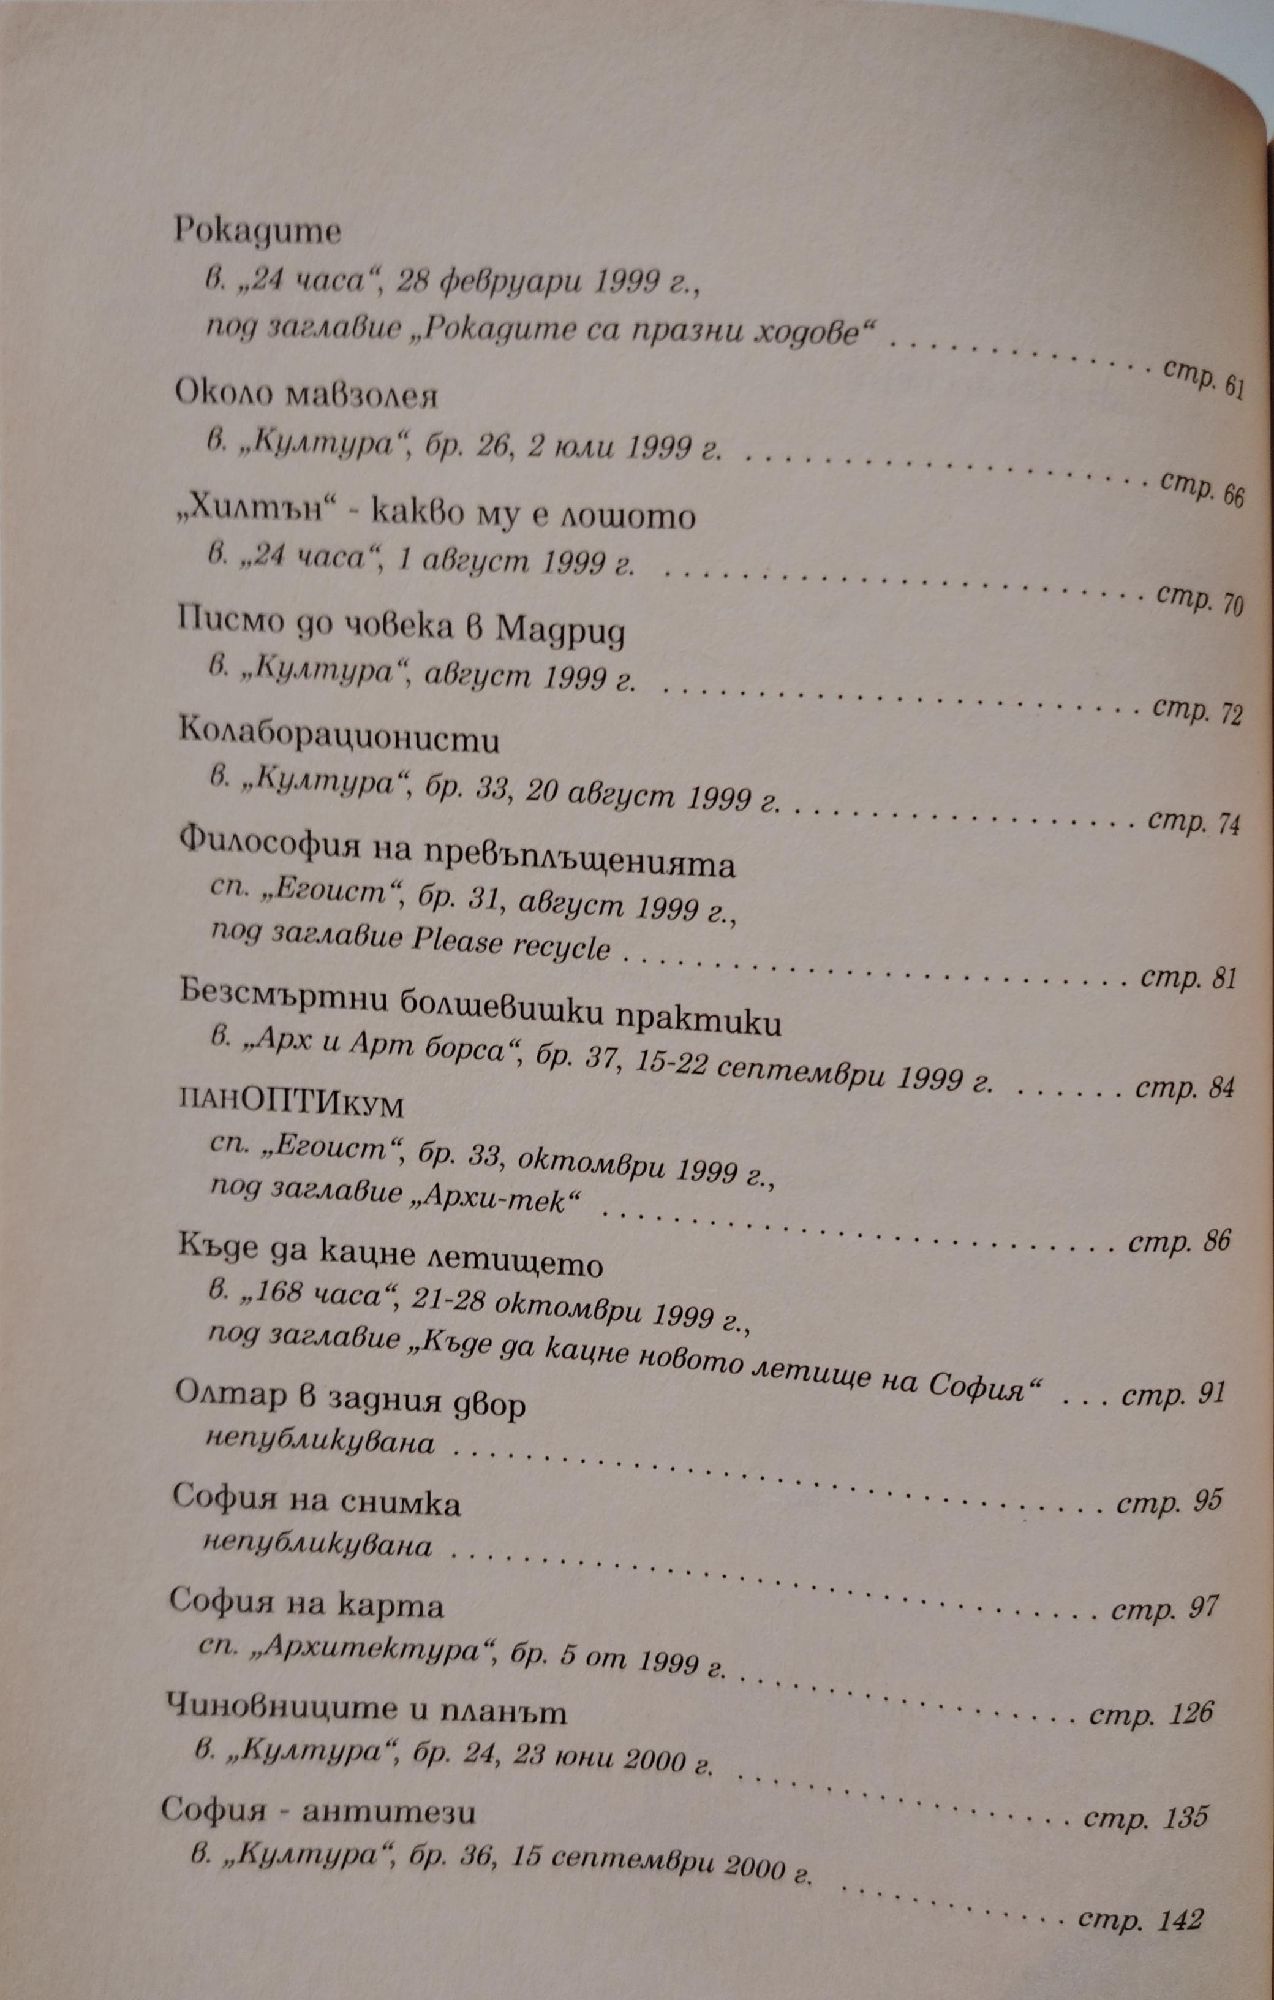 Рокадите
в. „24 часа“, 28 февруари 1999 г.,
под заглавие „Рокадите са празни ходове“ . . . . . . . . . . . . . . стр. 61
Около мавзолея
в. „Култура“, бр. 26, 2 юли 1999 г. . . . . . . . . . . . . . . . . . . . . . стр. 66
„Хилтън“ - какво му е лошото
в. „24 часа“, 1 август 1999 г. . . . . . . . . . . . . . . . . . . . . . . . . . стр. 70
Писмо до човека в Мадрид
в. „Култура“, август 1999 г. . . . . . . . . . . . . . . . . . . . . . . . . . . стр. 72
Колаборационисти
в. „Култура“, бр. 33, 20 август 1999 г. . . . . . . . . . . . . . . . . . . . стр. 74
Философия на превъплъщенията
сп. „Егоист“, бр. 31, август 1999 г.,
под заглавие Please recycle . . . . . . . . . . . . . . . . . . . . . . . . . . . . стр. 81
Безсмъртни болшевишки практики
в. „Арх и Арт борса“, бр. 37, 15-22 септември 1999 г. . . . . . . стр. 84
ПАНОПТИКУМ
сп. „Егоист“, бр. 33, октомври 1999 г.,
под заглавие „Архи-тек“ . . . . . . . . . . . . . . . . . . . . . . . . . . . . . стр. 86
Къде да кацне летището
в. „168 часа“, 21-28 октомври 1999 г.,
под заглавие „Къде да кацне новото летище на София“ . . . стр. 91
Олтар в задния двор
непубликувана . . . . . . . . . . . . . . . . . . . . . . . . . . . . . . . . . . . . . стр. 95
София на снимка
непубликувана . . . . . . . . . . . . . . . . . . . . . . . . . . . . . . . . . . . . . стр. 97
София на карта
сп. „Архитектура“, бр. 5 от 1999 г. . . . . . . . . . . . . . . . . . . . . стр. 126
Чиновниците и планът
в. „Култура“, бр. 24, 23 юни 2000 г. . . . . . . . . . . . . . . . . . . . стр. 135
София - антитези
в. „Култура“, бр. 36, 15 септември 2000 г. . . . . . . . . . . . . . . стр. 142